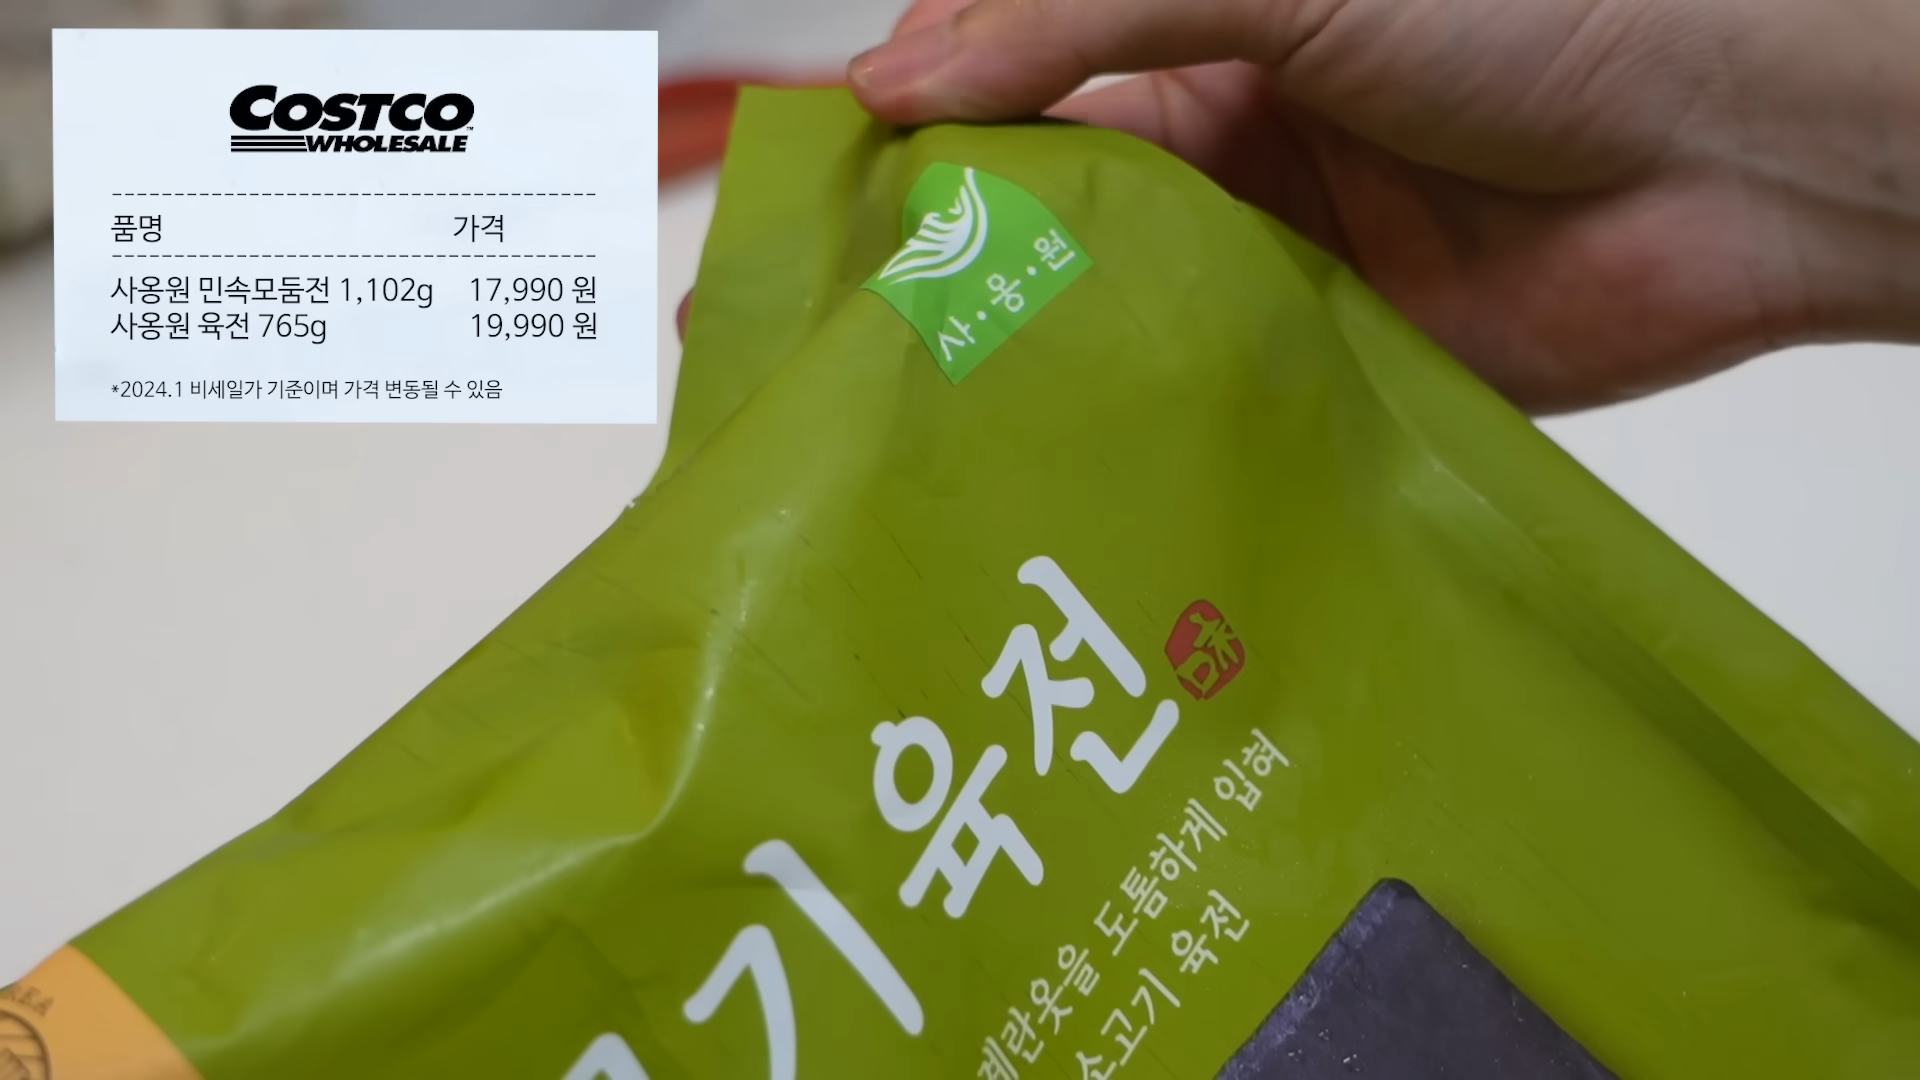 COSTCO
WHOLESALE
품명 가격
사옹원 민속모둠전 1,102g 17,990 원
사옹원 육전 765g 19,990 원
*2024.1 비세일가 기준이며 가격 변동될 수 있음
사·옹·원
기 육전
味
계란옷을 도톰하게 입혀
소고기 육전